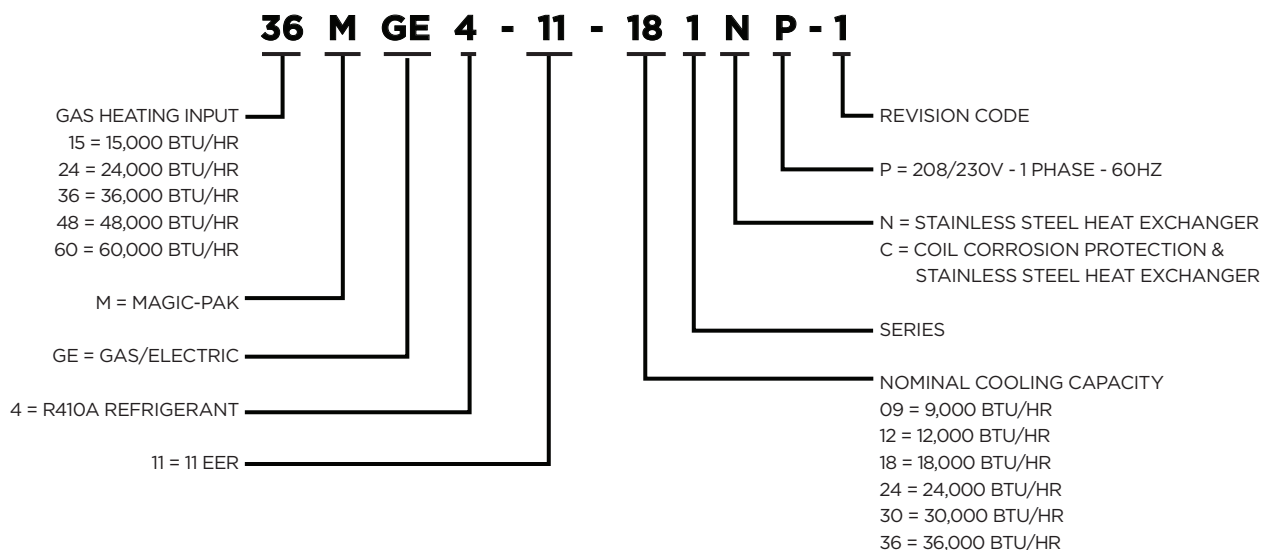 36 M GE 4 - 11 - 18 1 N P - 1
GAS HEATING INPUT
15 = 15,000 BTU/HR
24 = 24,000 BTU/HR
36 = 36,000 BTU/HR
48 = 48,000 BTU/HR
60 = 60,000 BTU/HR
M = MAGIC-PAK
GE = GAS/ELECTRIC
4 = R410A REFRIGERANT
11 = 11 EER
REVISION CODE
P = 208/230V - 1 PHASE - 60HZ
N = STAINLESS STEEL HEAT EXCHANGER
C = COIL CORROSION PROTECTION &
STAINLESS STEEL HEAT EXCHANGER
SERIES
NOMINAL COOLING CAPACITY
09 = 9,000 BTU/HR
12 = 12,000 BTU/HR
18 = 18,000 BTU/HR
24 = 24,000 BTU/HR
30 = 30,000 BTU/HR
36 = 36,000 BTU/HR